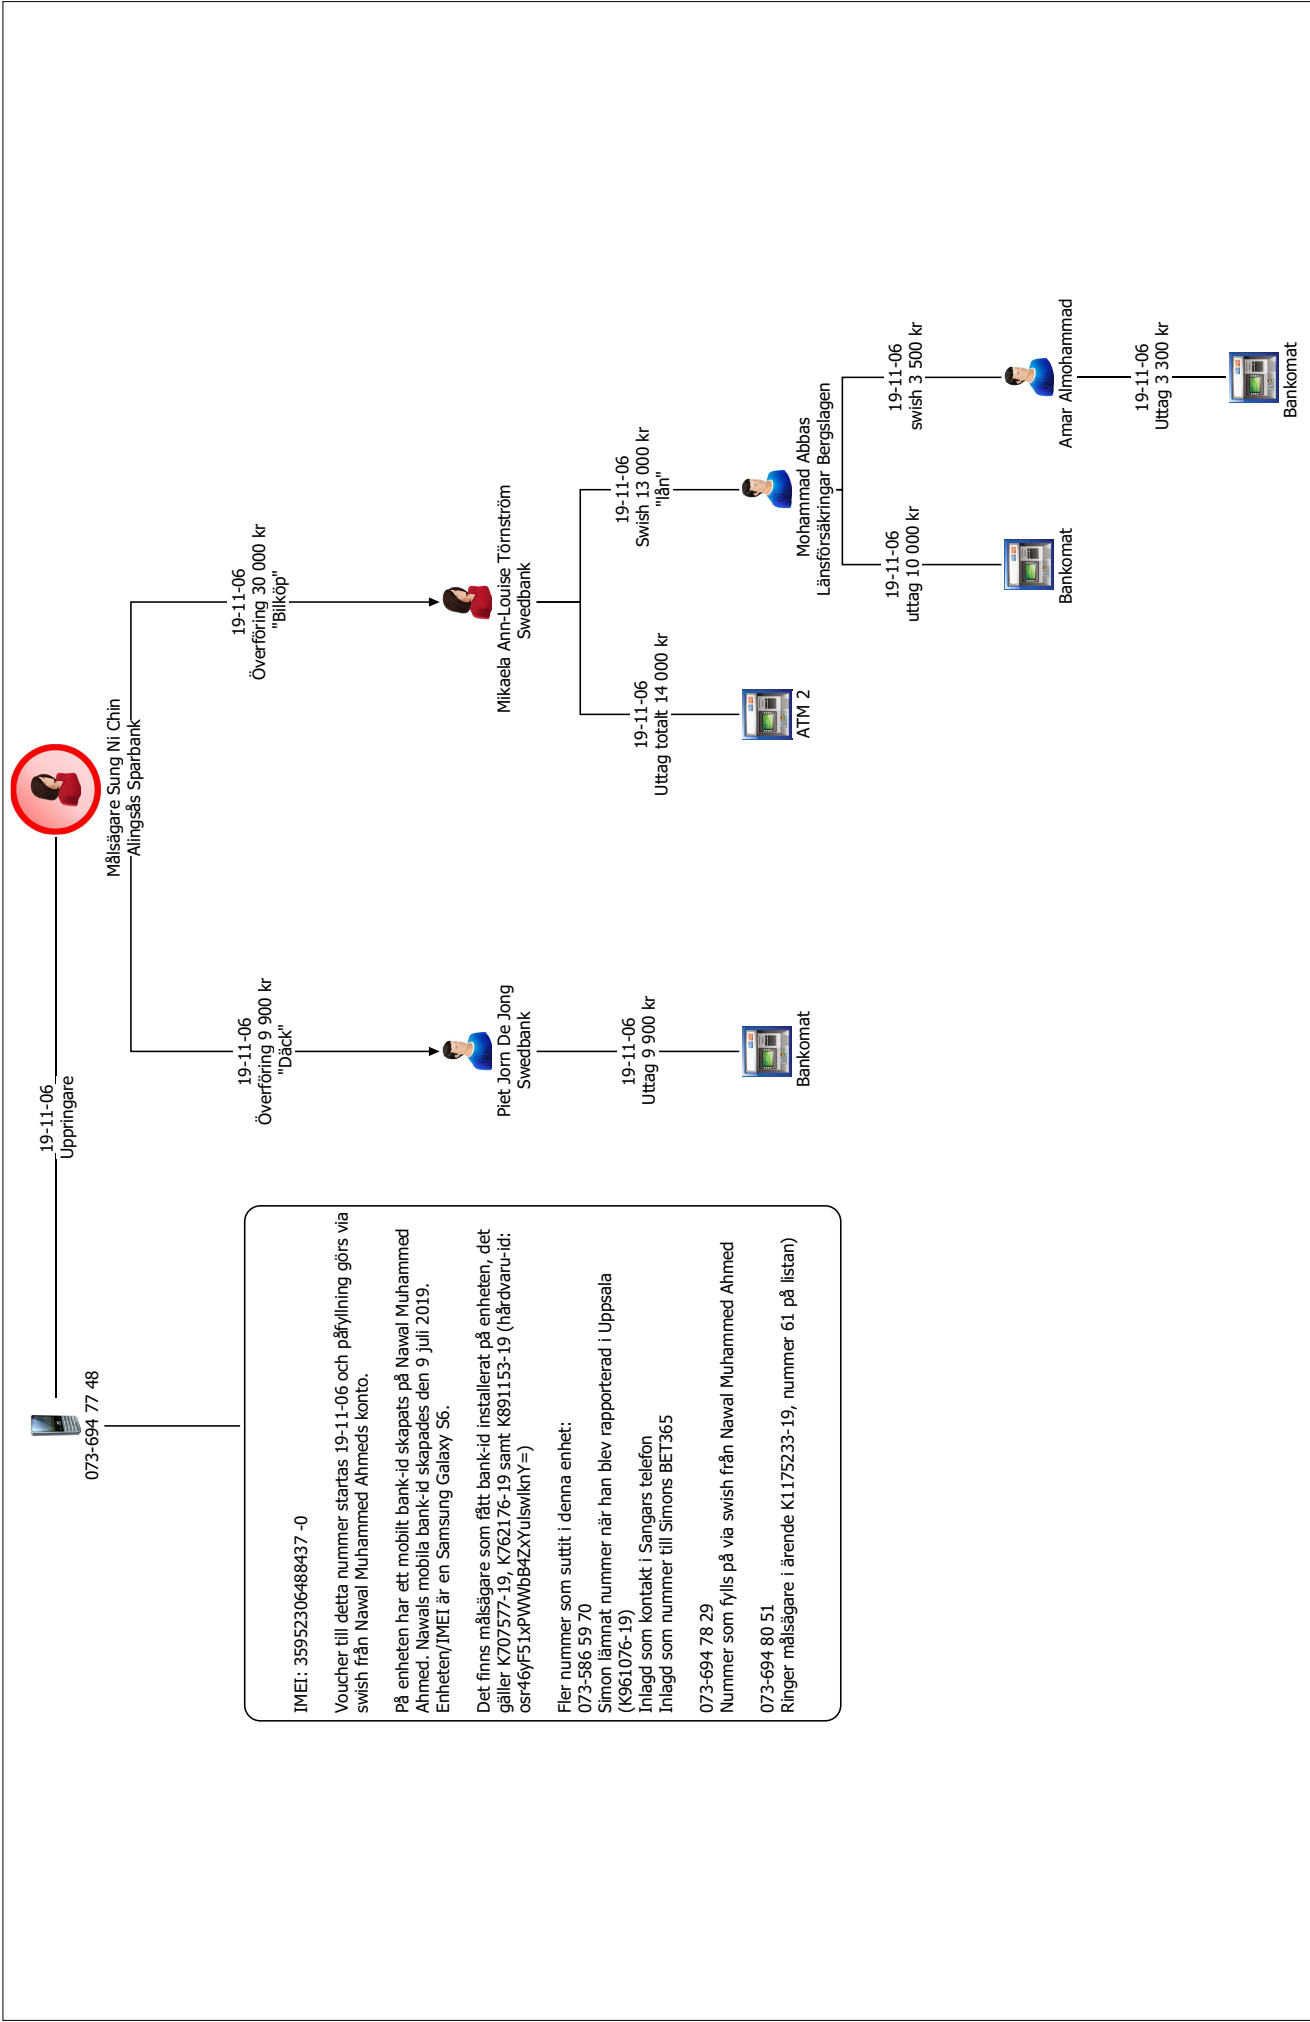 19-11-06
Uppringare
073-694 77 48
Målsägare Sung Ni Chin
Alingsås Sparbank
IMEI: 35952306488437 -0
Voucher till detta nummer startas 19-11-06 och påfyllning görs via
swish från Nawal Muhammed Ahmeds konto.
På enheten har ett mobilt bank-id skapats på Nawal Muhammed
Ahmed. Nawals mobila bank-id skapades den 9 juli 2019.
Enheten/IMEI är en Samsung Galaxy S6.
Det finns målsägare som fått bank-id installerat på enheten, det
gäller K707577-19, K762176-19 samt K891153-19 (hårdvaru-id:
osr46yF51xPWWbB4ZxYulswlknY=)
Fler nummer som suttit i denna enhet:
073-586 59 70
Simon lämnat nummer när han blev rapporterad i Uppsala
(K961076-19)
Inlagd som kontakt i Sangars telefon
Inlagd som nummer till Simons BET365
073-694 78 29
Nummer som fylls på via swish från Nawal Muhammed Ahmed
073-694 80 51
Ringer målsägare i ärende K1175233-19, nummer 61 på listan)
19-11-06
Överföring 9 900 kr
"Däck"
Piet Jorn De Jong
Swedbank
19-11-06
Uttag 9 900 kr
Bankomat
19-11-06
Överföring 30 000 kr
"Bilköp"
Mikaela Ann-Louise Törnström
Swedbank
19-11-06
Uttag totalt 14 000 kr
ATM 2
19-11-06
Swish 13 000 kr
"lån"
Mohammad Abbas
Länsförsäkringar Bergslagen
19-11-06
uttag 10 000 kr
Bankomat
19-11-06
swish 3 500 kr
Amar Almohammad
19-11-06
Uttag 3 300 kr
Bankomat